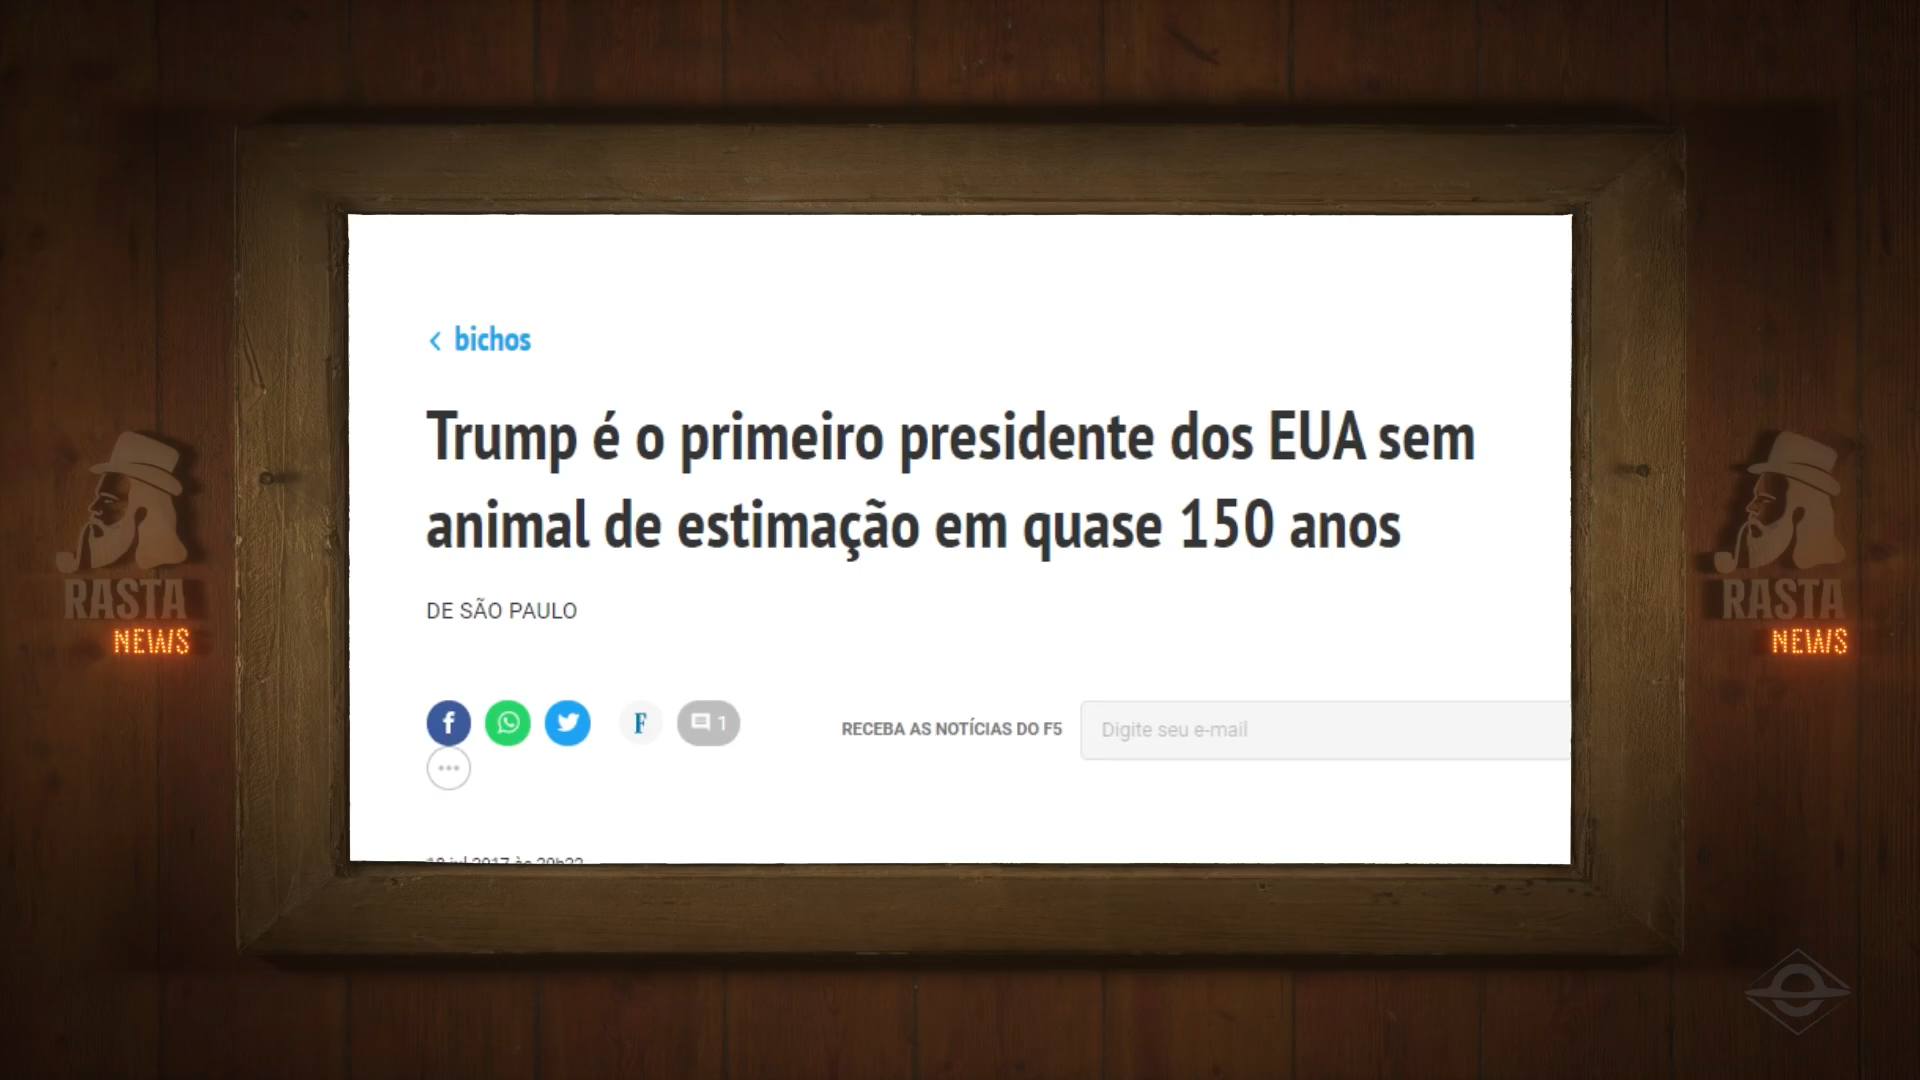 ‹ bichos
Trump é o primeiro presidente dos EUA sem
animal de estimação em quase 150 anos
DE SÃO PAULO
f
F
1
RECEBA AS NOTÍCIAS DO F5
Digite seu e-mail
RASTA
NEWS
RASTA
NEWS